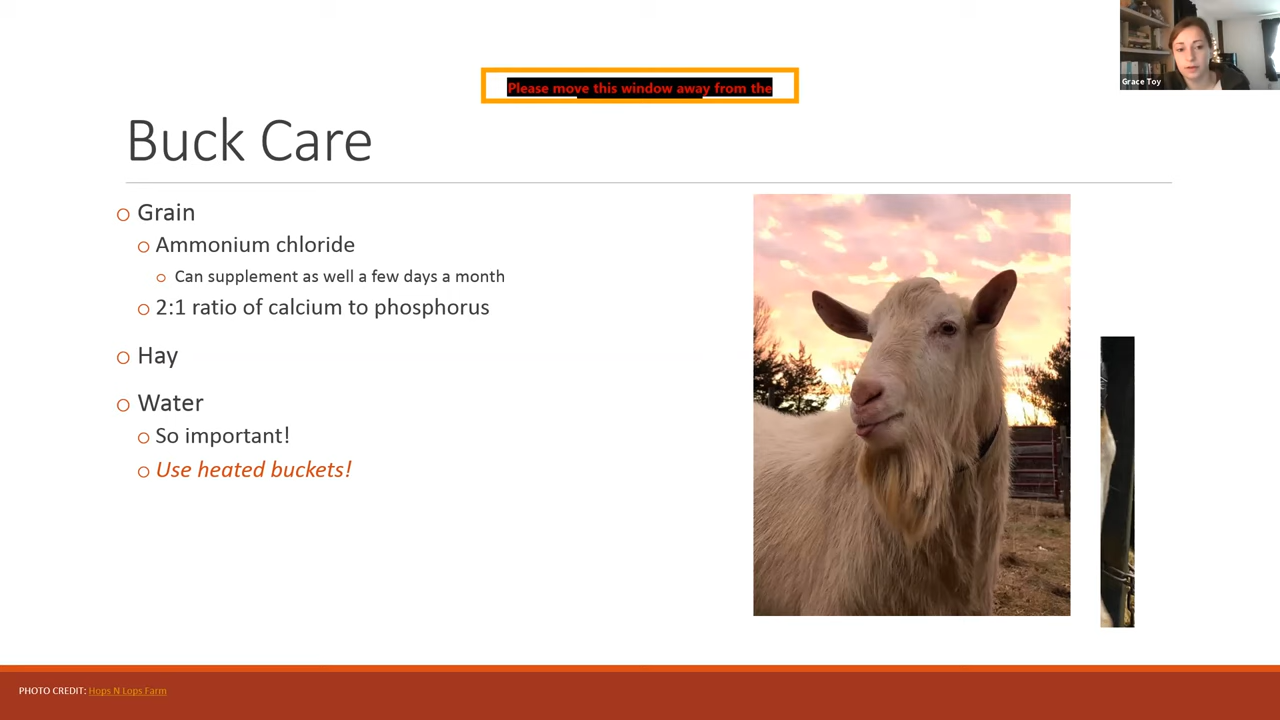 Grace Toy
Please move this window away from the
Buck Care
Grain
Ammonium chloride
Can supplement as well a few days a month
2:1 ratio of calcium to phosphorus
Hay
Water
So important!
Use heated buckets!
PHOTO CREDIT: Hops N Lops Farm